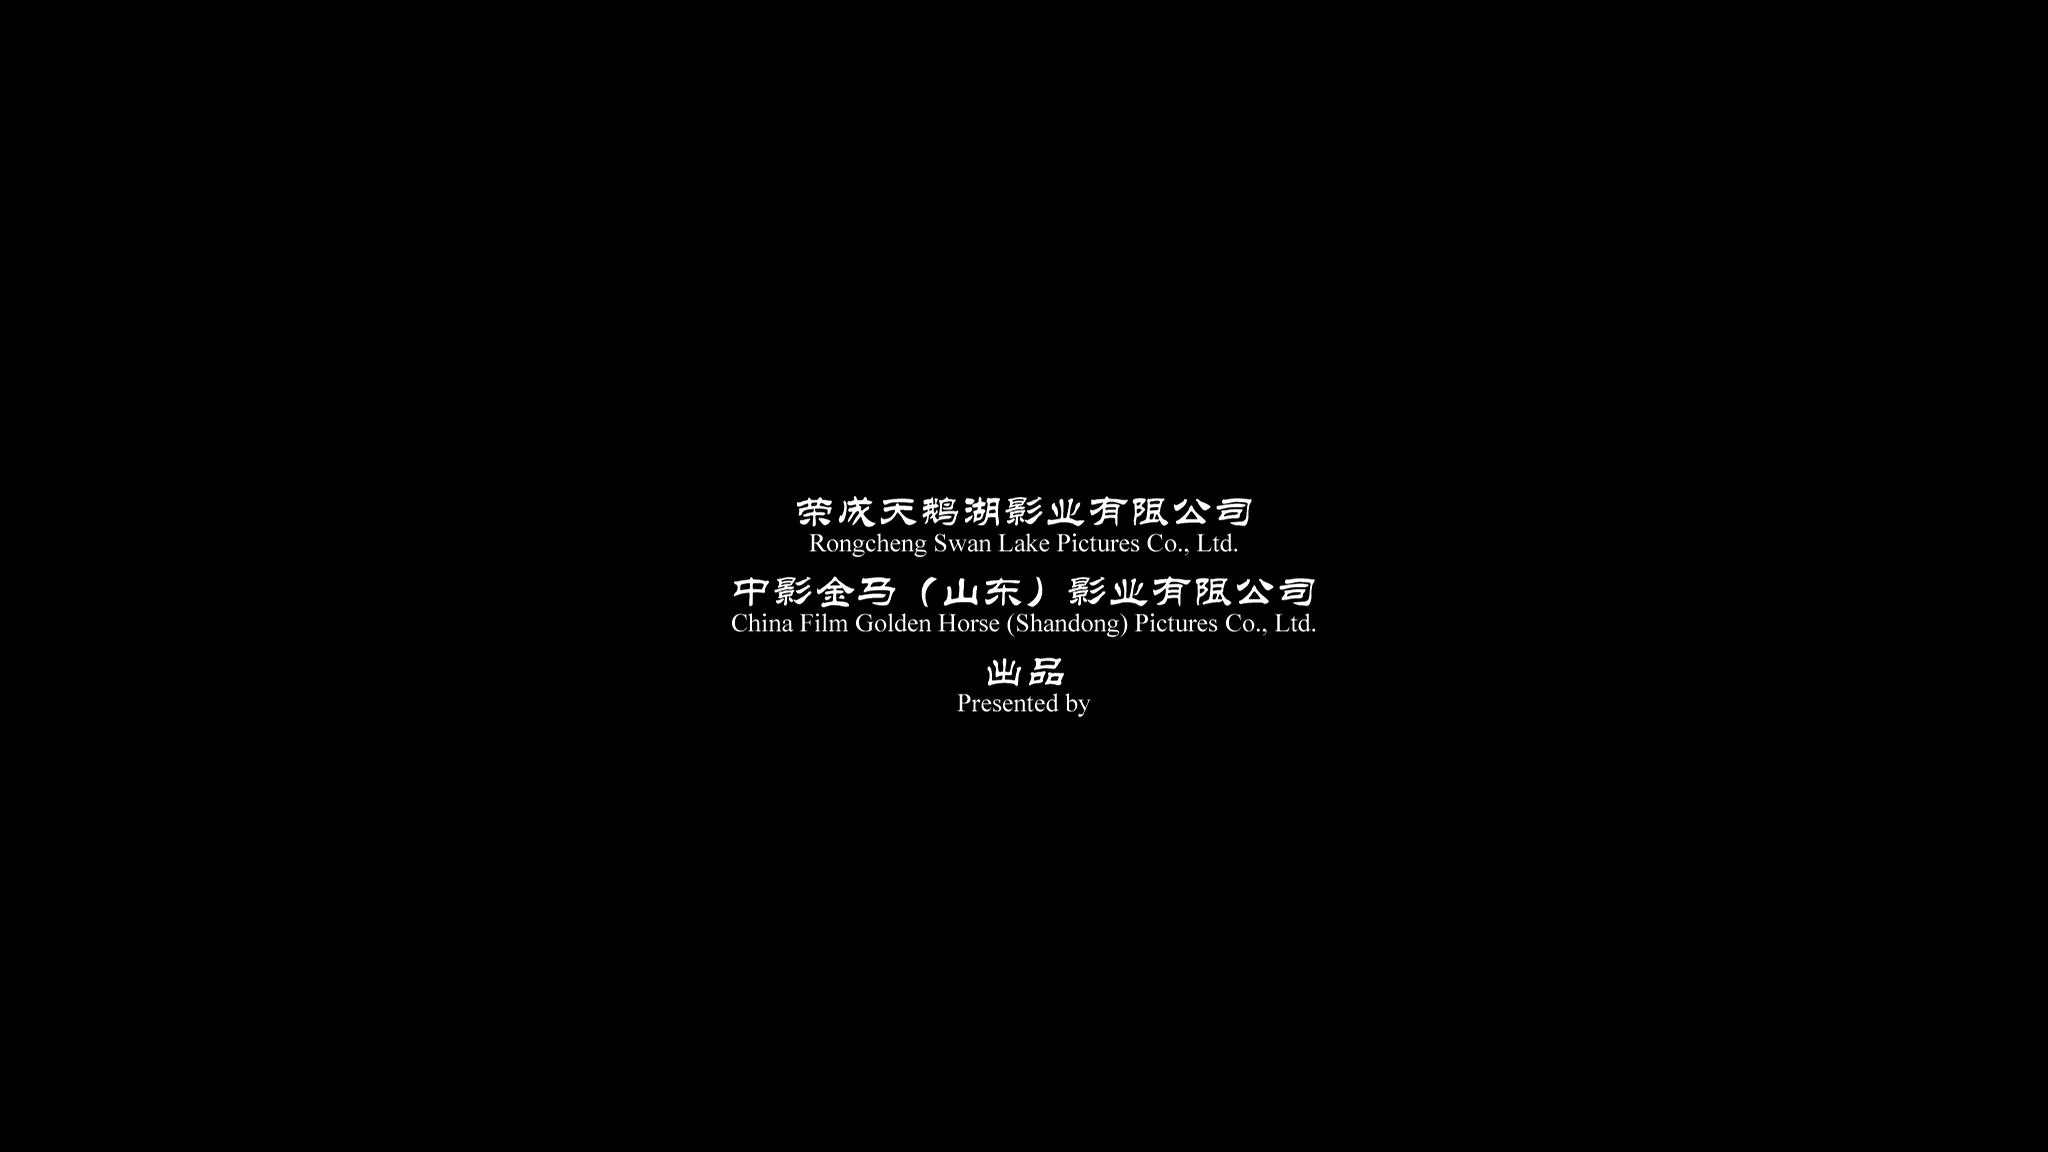 荣成天鹅湖影业有限公司
Rongcheng Swan Lake Pictures Co., Ltd.
中影金马（山东）影业有限公司
China Film Golden Horse (Shandong) Pictures Co., Ltd.
出品
Presented by